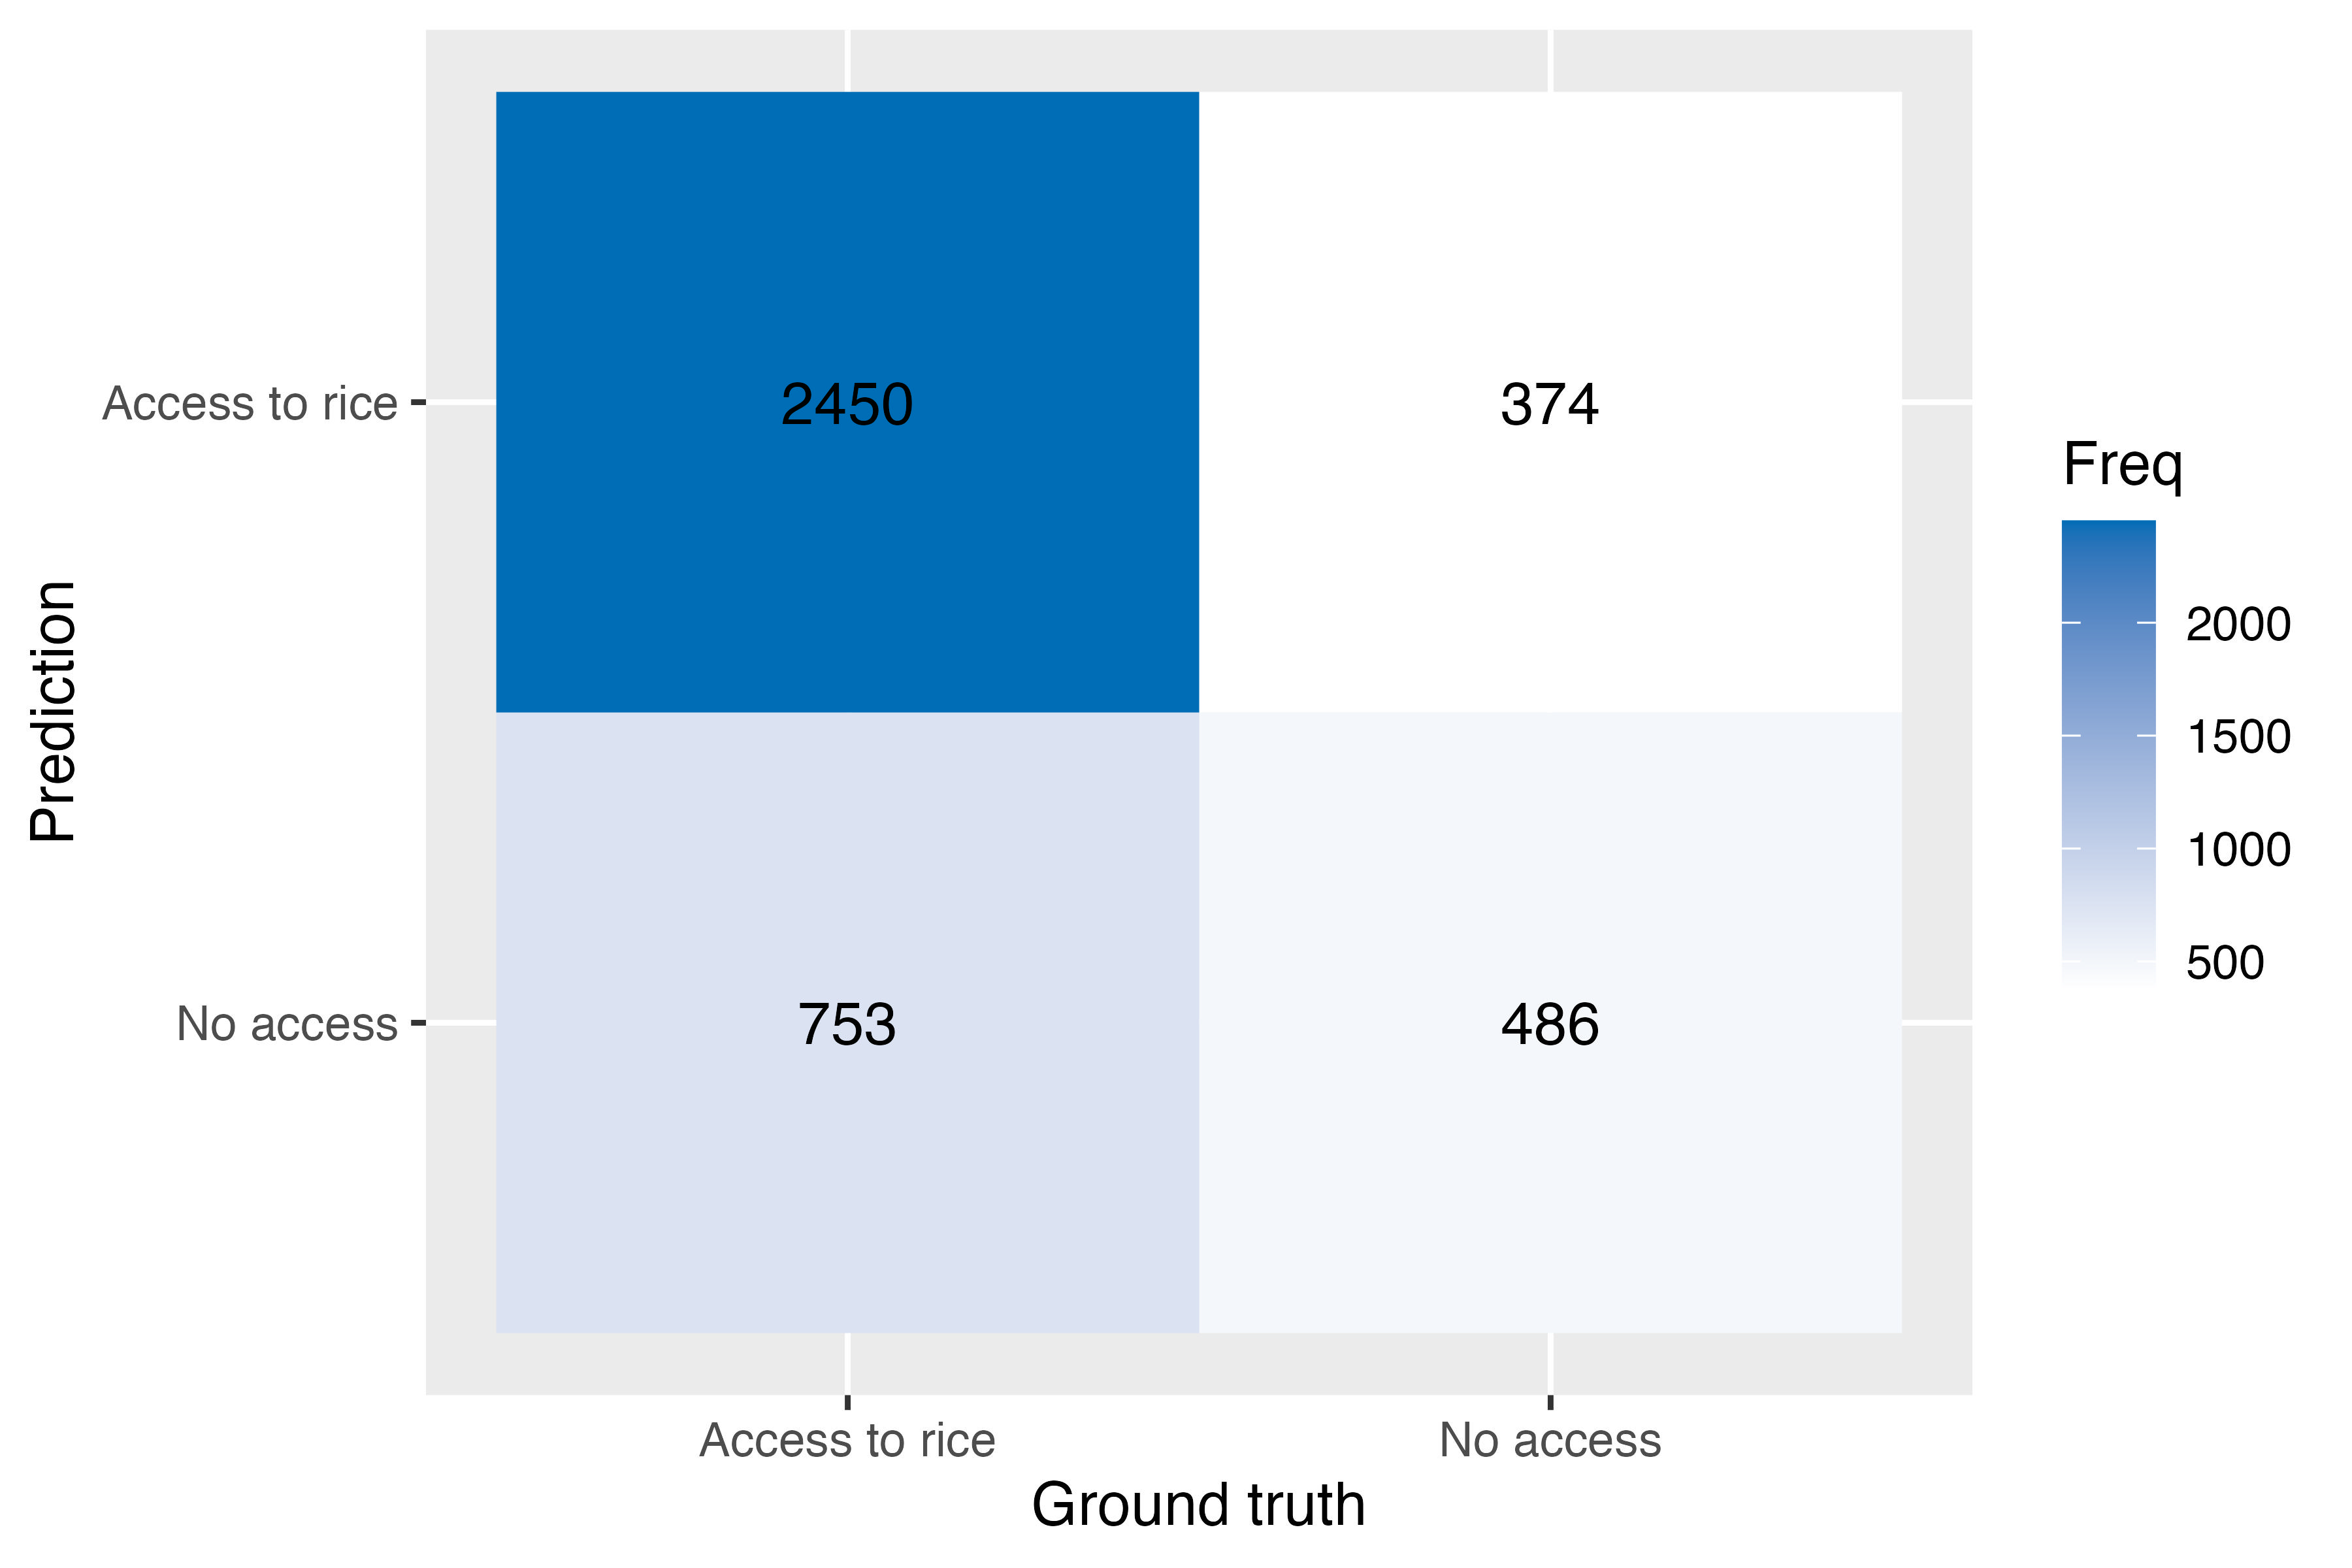 Prediction
Access to rice
No access
2450
374
753
486
Access to rice
No access
Ground truth
Freq
2000
1500
1000
500